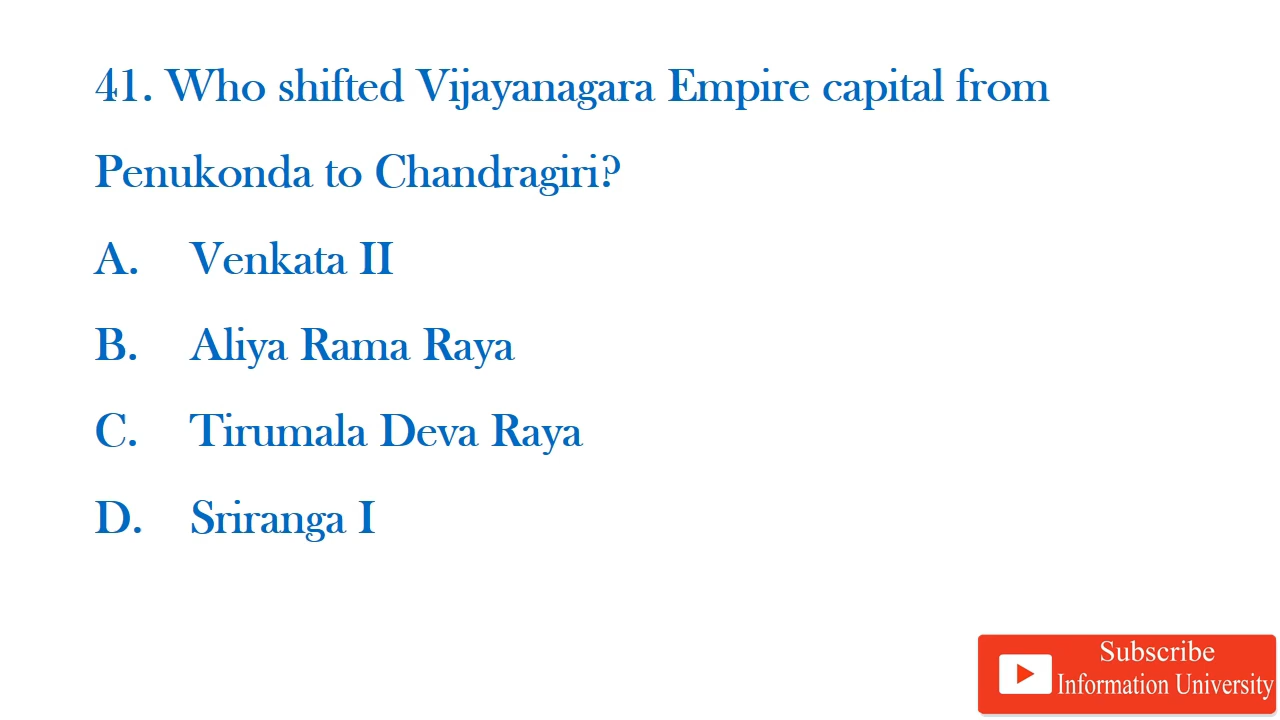 41. Who shifted Vijayanagara Empire capital from
Penukonda to Chandragiri?
A. Venkata II
B. Aliya Rama Raya
C. Tirumala Deva Raya
D. Sriranga I
Subscribe
Information University